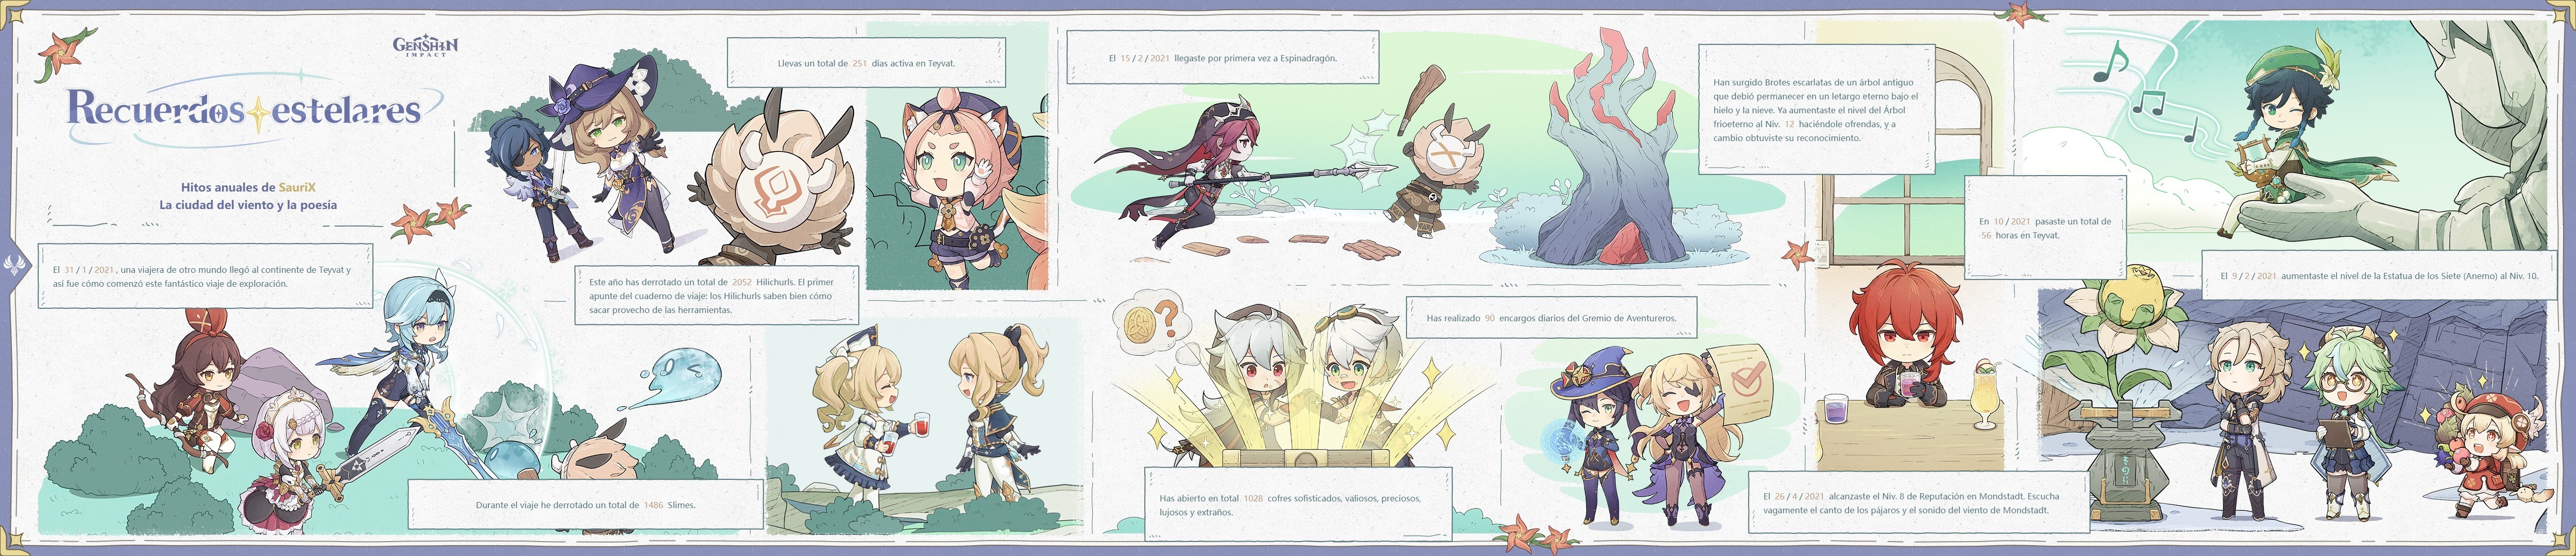 GENSHIN
IMPACT
Recuerdos estelares
Hitos anuales de SauriX
La ciudad del viento y la poesía
El 31 / 1 / 2021 , una viajera de otro mundo llegó al continente de Teyvat y
así fue cómo comenzó este fantástico viaje de exploración.
Llevas un total de 251 días activa en Teyvat.
Este año has derrotado un total de 2052 Hilichurls. El primer
apunte del cuaderno de viaje: los Hilichurls saben bien cómo
sacar provecho de las herramientas.
Durante el viaje he derrotado un total de 1486 Slimes.
El 15 / 2 / 2021 llegaste por primera vez a Espinadragón.
Han surgido Brotes escarlatas de un árbol antiguo
que debió permanecer en un letargo eterno bajo el
hielo y la nieve. Ya aumentaste el nivel del Árbol
frioeterno al Niv. 12 haciéndole ofrendas, y a
cambio obtuviste su reconocimiento.
Has realizado 90 encargos diarios del Gremio de Aventureros.
Has abierto en total 1028 cofres sofisticados, valiosos, preciosos,
lujosos y extraños.
En 10 / 2021 pasaste un total de
56 horas en Teyvat.
El 9 / 2 / 2021 aumentaste el nivel de la Estatua de los Siete (Anemo) al Niv. 10.
El 26 / 4 / 2021 alcanzaste el Niv. 8 de Reputación en Mondstadt. Escucha
vagamente el canto de los pájaros y el sonido del viento de Mondstadt.